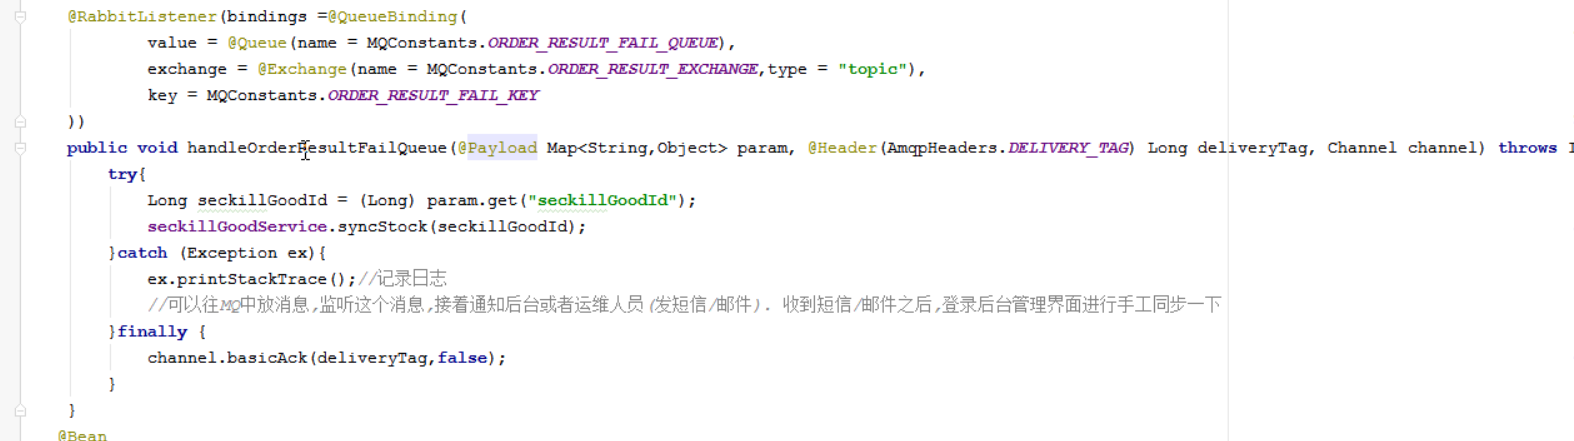 @RabbitListener(bindings =@QueueBinding(
value = @Queue(name = MQConstants.ORDER_RESULT_FAIL_QUEUE),
exchange = @Exchange(name = MQConstants.ORDER_RESULT_EXCHANGE,type = "topic"),
key = MQConstants.ORDER_RESULT_FAIL_KEY
))
public void handleOrderResultFailQueue(@Payload Map<String,Object> param, @Header(AmqpHeaders.DELIVERY_TAG) Long deliveryTag, Channel channel) throws I
try{
Long seckillGoodId = (Long) param.get("seckillGoodId");
seckillGoodService.syncStock(seckillGoodId);
}catch (Exception ex){
ex.printStackTrace();//记录日志
//可以往MQ中放消息,监听这个消息,接着通知后台或者运维人员(发短信/邮件). 收到短信/邮件之后,登录后台管理界面进行手工同步一下
}finally {
channel.basicAck(deliveryTag,false);
}
}
@Bean